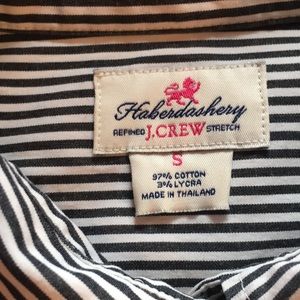 Haberdashery
REFINED J.CREW STRETCH
S
97% COTTON
3% LYCRA
MADE IN THAILAND